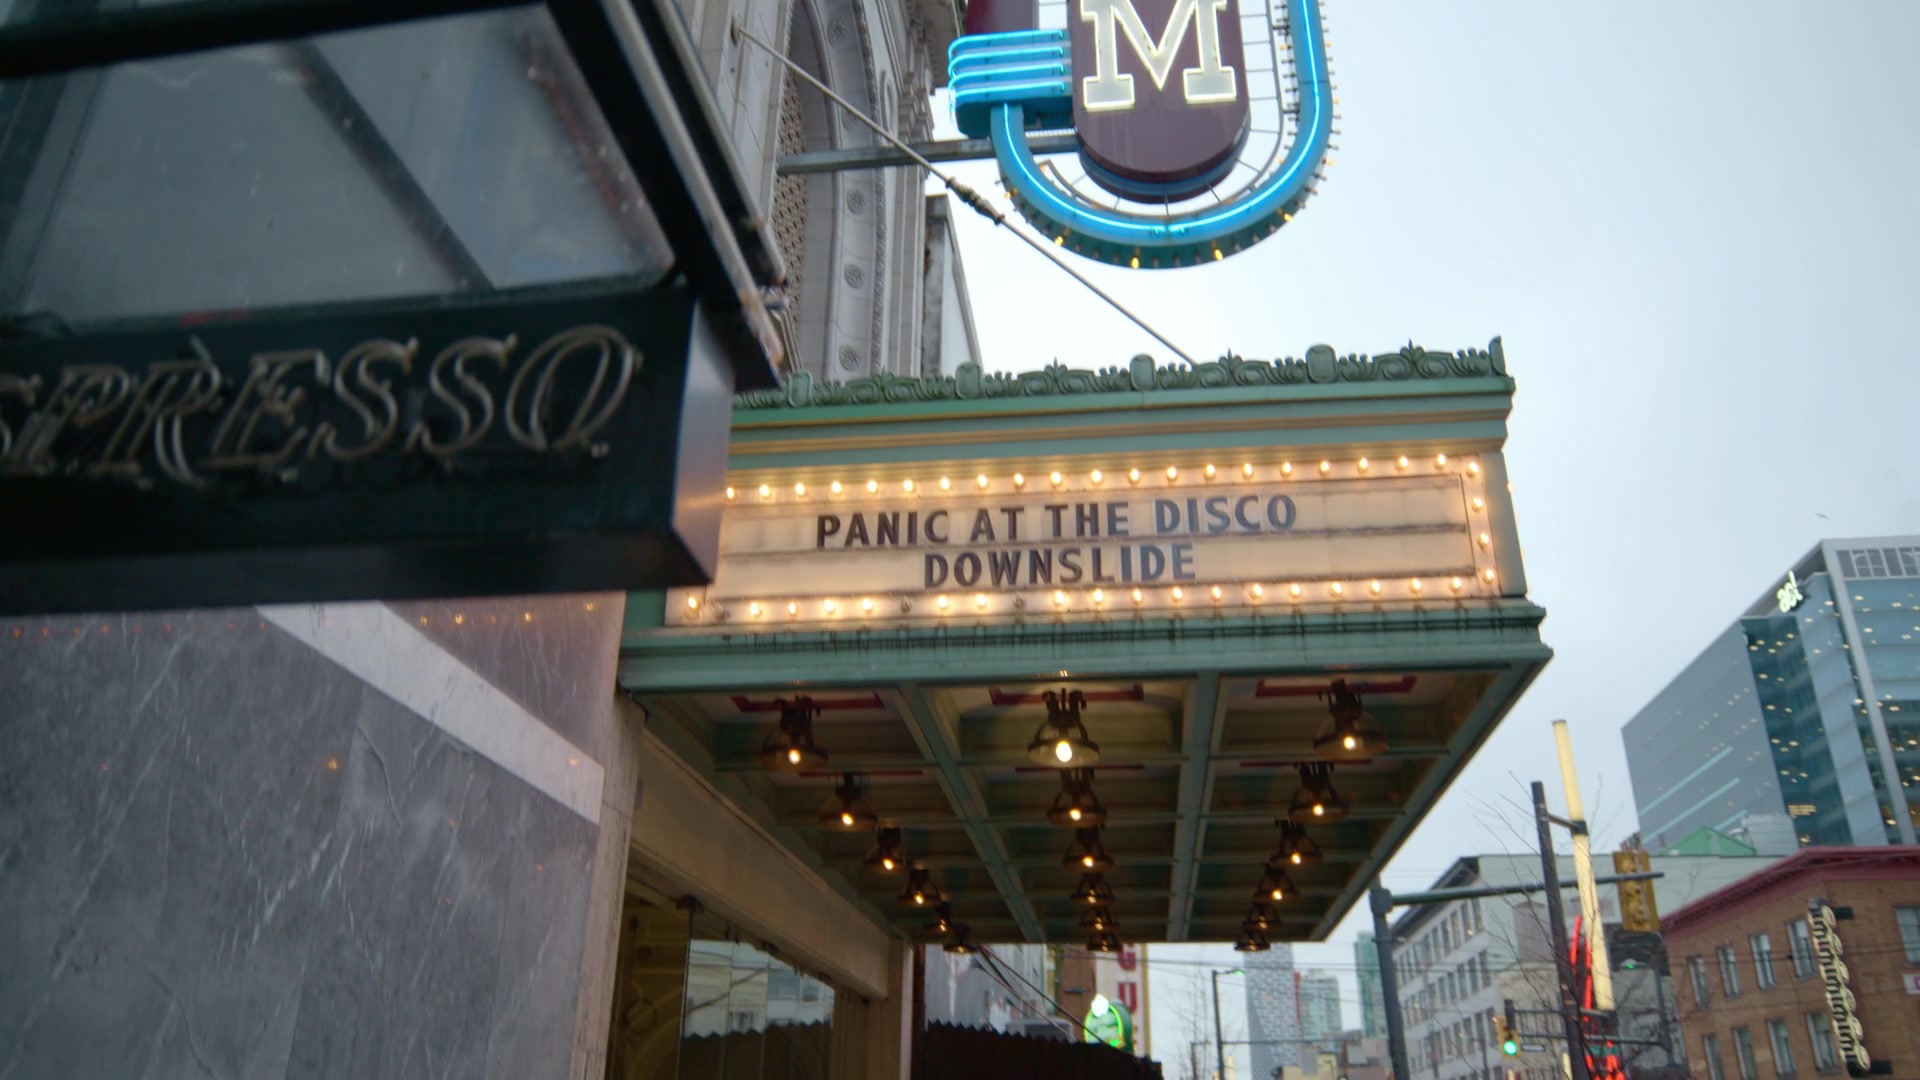 M
SPRESSO
PANIC AT THE DISCO
DOWNSLIDE